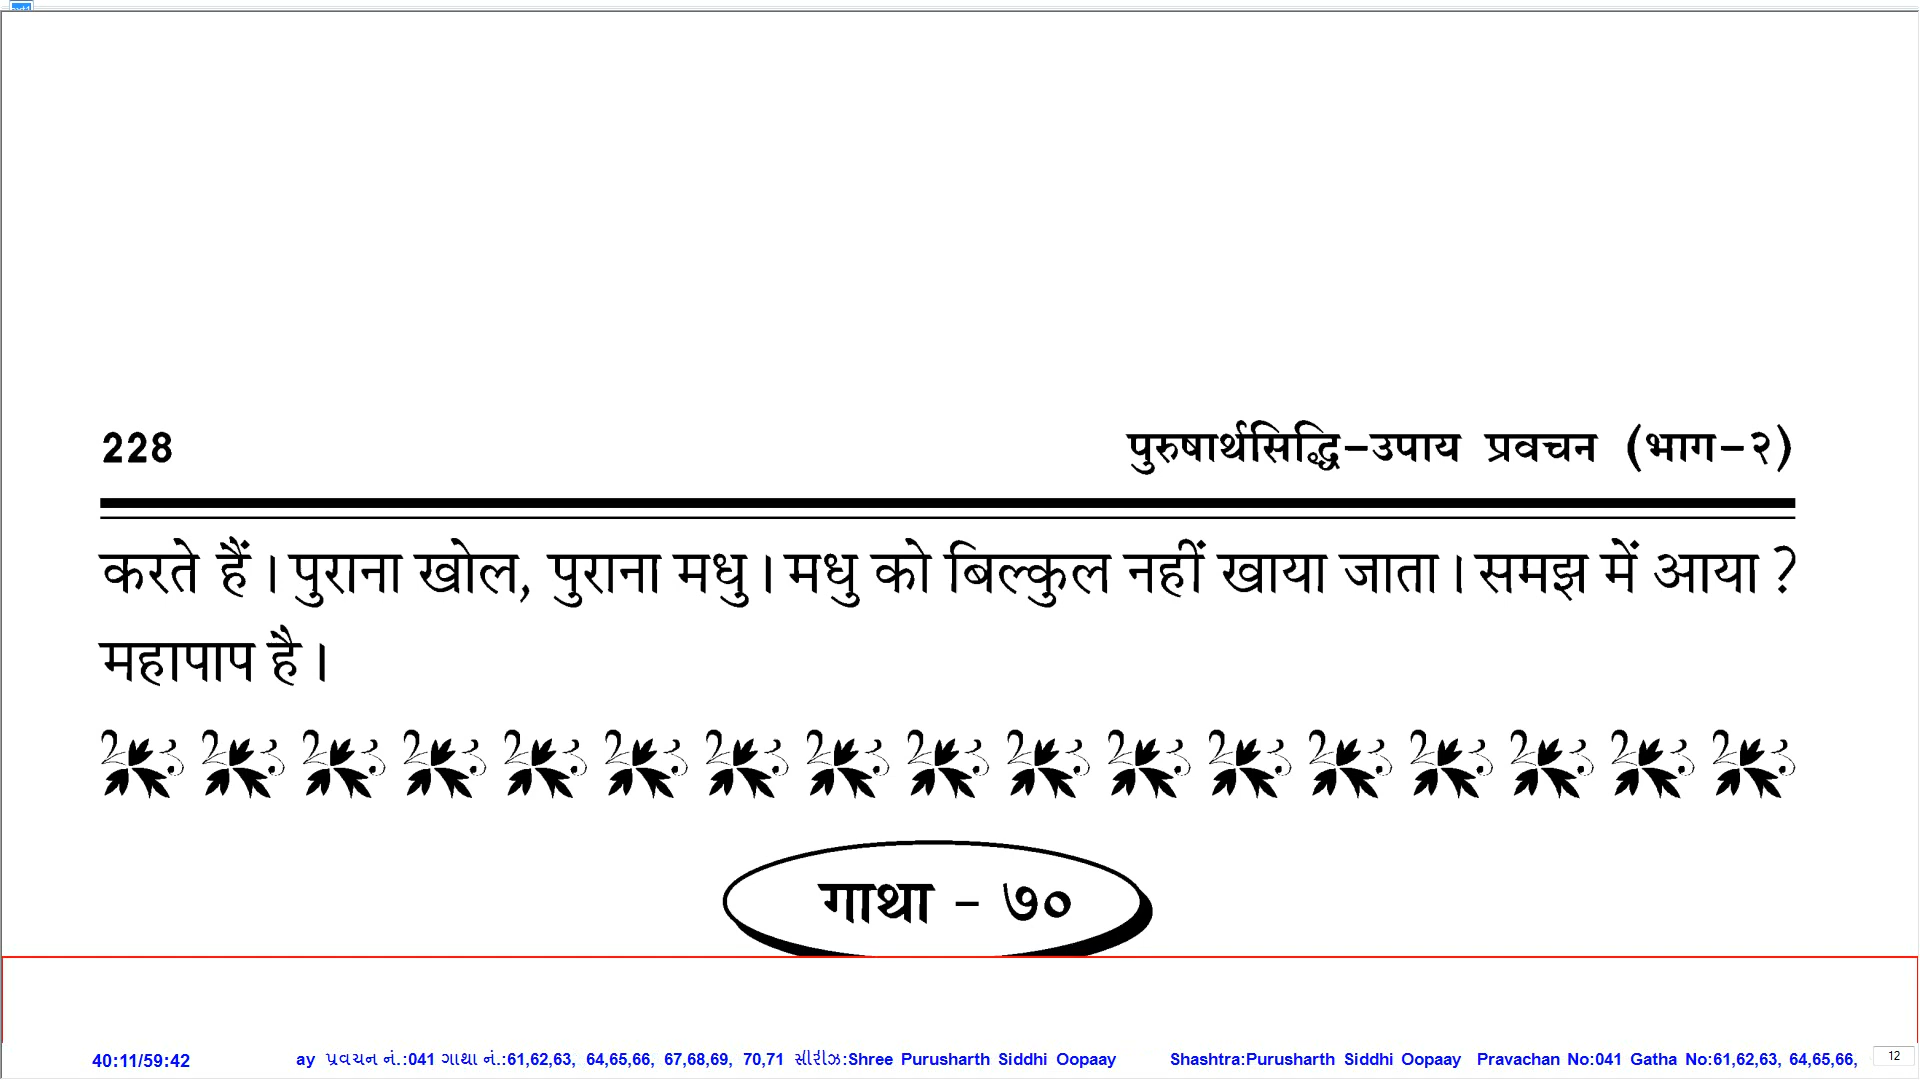 228 पुरुषार्थसिद्धि-उपाय प्रवचन (भाग-२)
करते हैं। पुराना खोल, पुराना मधु। मधु को बिल्कुल नहीं खाया जाता। समझ में आया?
महापाप है।
गाथा - ७०
40:11/59:42 ay પ્રવચન નં.:041 ગાથા નં.:61,62,63, 64,65,66, 67,68,69, 70,71 સીરીઝ:Shree Purusharth Siddhi Oopaay Shashtra:Purusharth Siddhi Oopaay Pravachan No:041 Gatha No:61,62,63, 64,65,66, 12